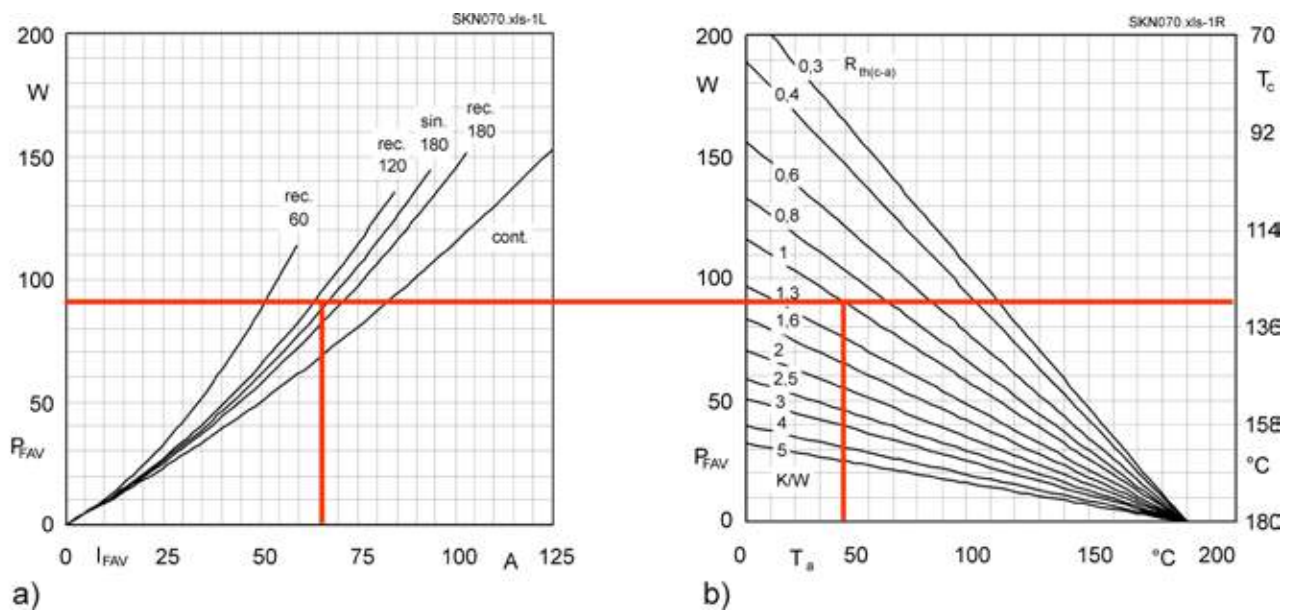 SKN070.xls-1L
200
W
150
100
50
P_FAV
0
0 I_FAV 25 50 75 100 A 125
rec.
60
rec.
120
sin.
180
rec.
180
cont.
a)
SKN070.xls-1R
200
W
150
100
50
P_FAV
0
0 T_a 50 100 150 °C 200
0,3 R_th(c-a)
0,4
0,6
0,8
1
1,3
1,6
2
2,5
3
4
5
K/W
70
T_c
92
114
136
158
°C
180
b)